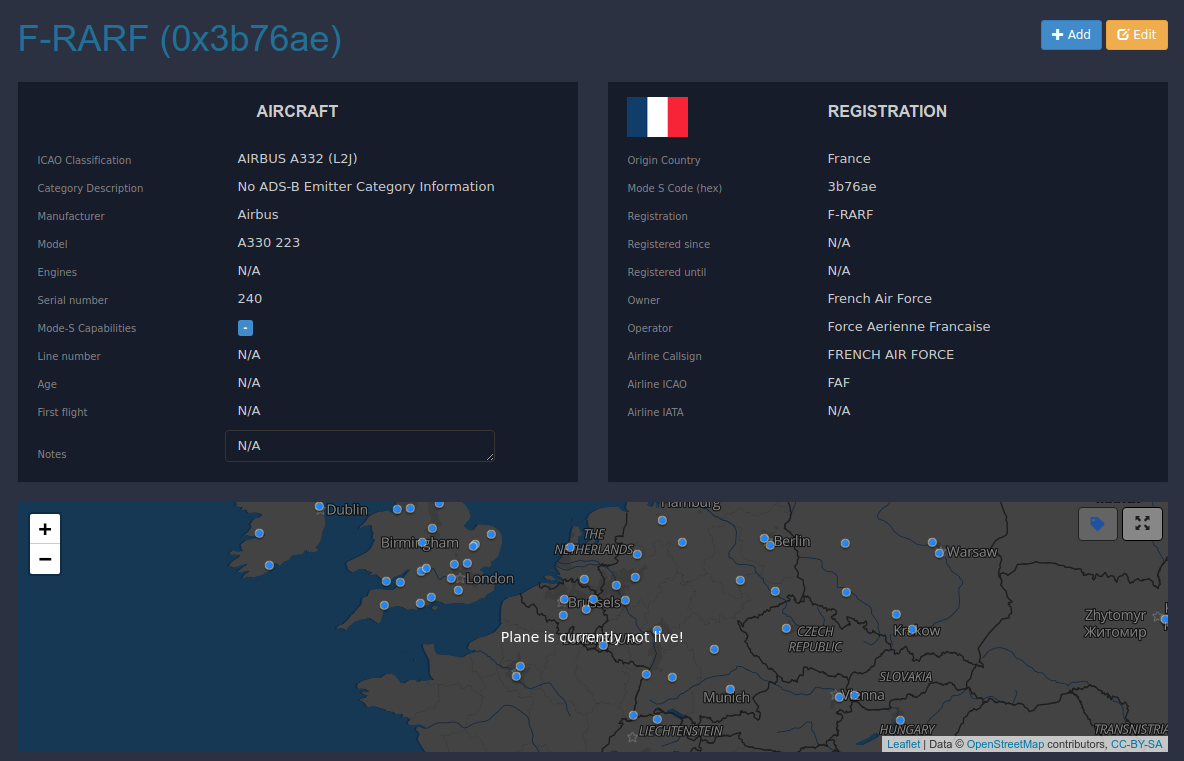 F-RARF (0x3b76ae)
Add
Edit
AIRCRAFT
ICAO Classification AIRBUS A332 (L2J)
Category Description No ADS-B Emitter Category Information
Manufacturer Airbus
Model A330 223
Engines N/A
Serial number 240
Mode-S Capabilities -
Line number N/A
Age N/A
First flight N/A
Notes N/A
REGISTRATION
Origin Country France
Mode S Code (hex) 3b76ae
Registration F-RARF
Registered since N/A
Registered until N/A
Owner French Air Force
Operator Force Aerienne Francaise
Airline Callsign FRENCH AIR FORCE
Airline ICAO FAF
Airline IATA N/A
+
−
Dublin
Hamburg
Birmingham
THE
NETHERLANDS
Berlin
Warsaw
London
Brussels
Zhytomyr
Житомир
Krakow
CZECH
REPUBLIC
Plane is currently not live!
SLOVAKIA
Munich
Vienna
LIECHTENSTEIN
HUNGARY
TRANSNISTRIA
Leaflet | Data © OpenStreetMap contributors, CC-BY-SA